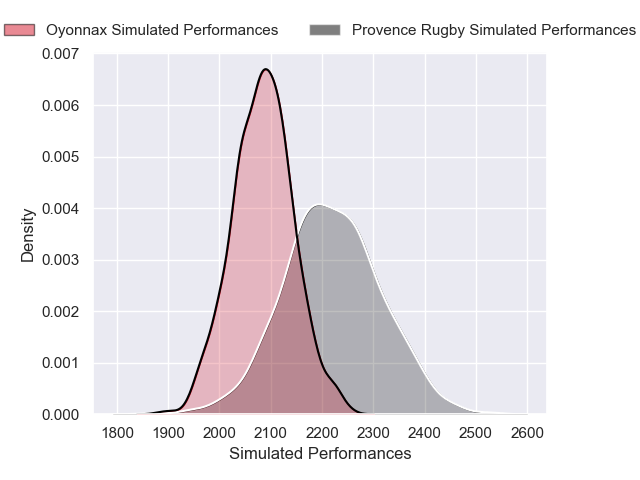 Oyonnax Simulated Performances
Provence Rugby Simulated Performances
0.007
0.006
0.005
0.004
0.003
0.002
0.001
0.000
Density
1800 1900 2000 2100 2200 2300 2400 2500 2600
Simulated Performances